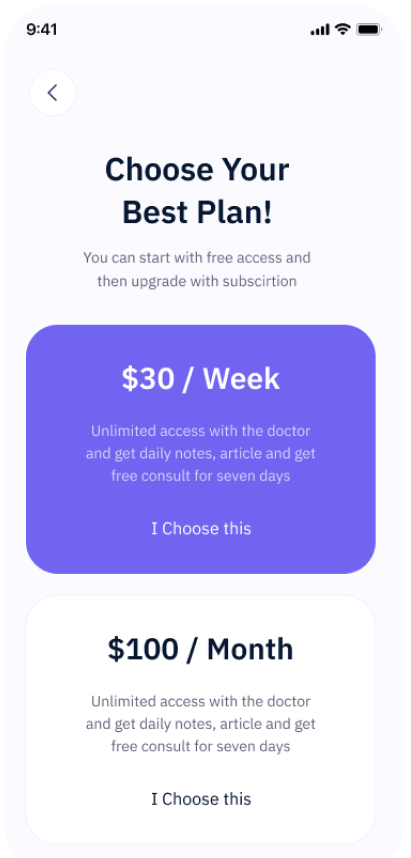 9:41
Choose Your
Best Plan!
You can start with free access and
then upgrade with subscirtion
$30 / Week
Unlimited access with the doctor
and get daily notes, article and get
free consult for seven days
I Choose this
$100 / Month
Unlimited access with the doctor
and get daily notes, article and get
free consult for seven days
I Choose this